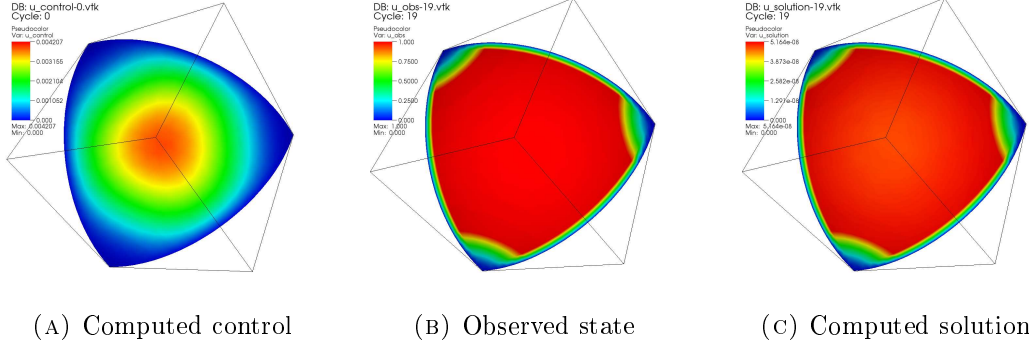 DB: u_control-0.vtk
Cycle: 0
Pseudocolor
Var: u_control
0.004207
0.003155
0.002104
0.001052
0.000
Max: 0.004207
Min: 0.000
DB: u_obs-19.vtk
Cycle: 19
Pseudocolor
Var: u_obs
1.000
0.7500
0.5000
0.2500
0.000
Max: 1.000
Min: 0.000
DB: u_solution-19.vtk
Cycle: 19
Pseudocolor
Var: u_solution
5.164e-08
3.873e-08
2.582e-08
1.291e-08
0.000
Max: 5.164e-08
Min: 0.000
(A) Computed control
(B) Observed state
(C) Computed solution